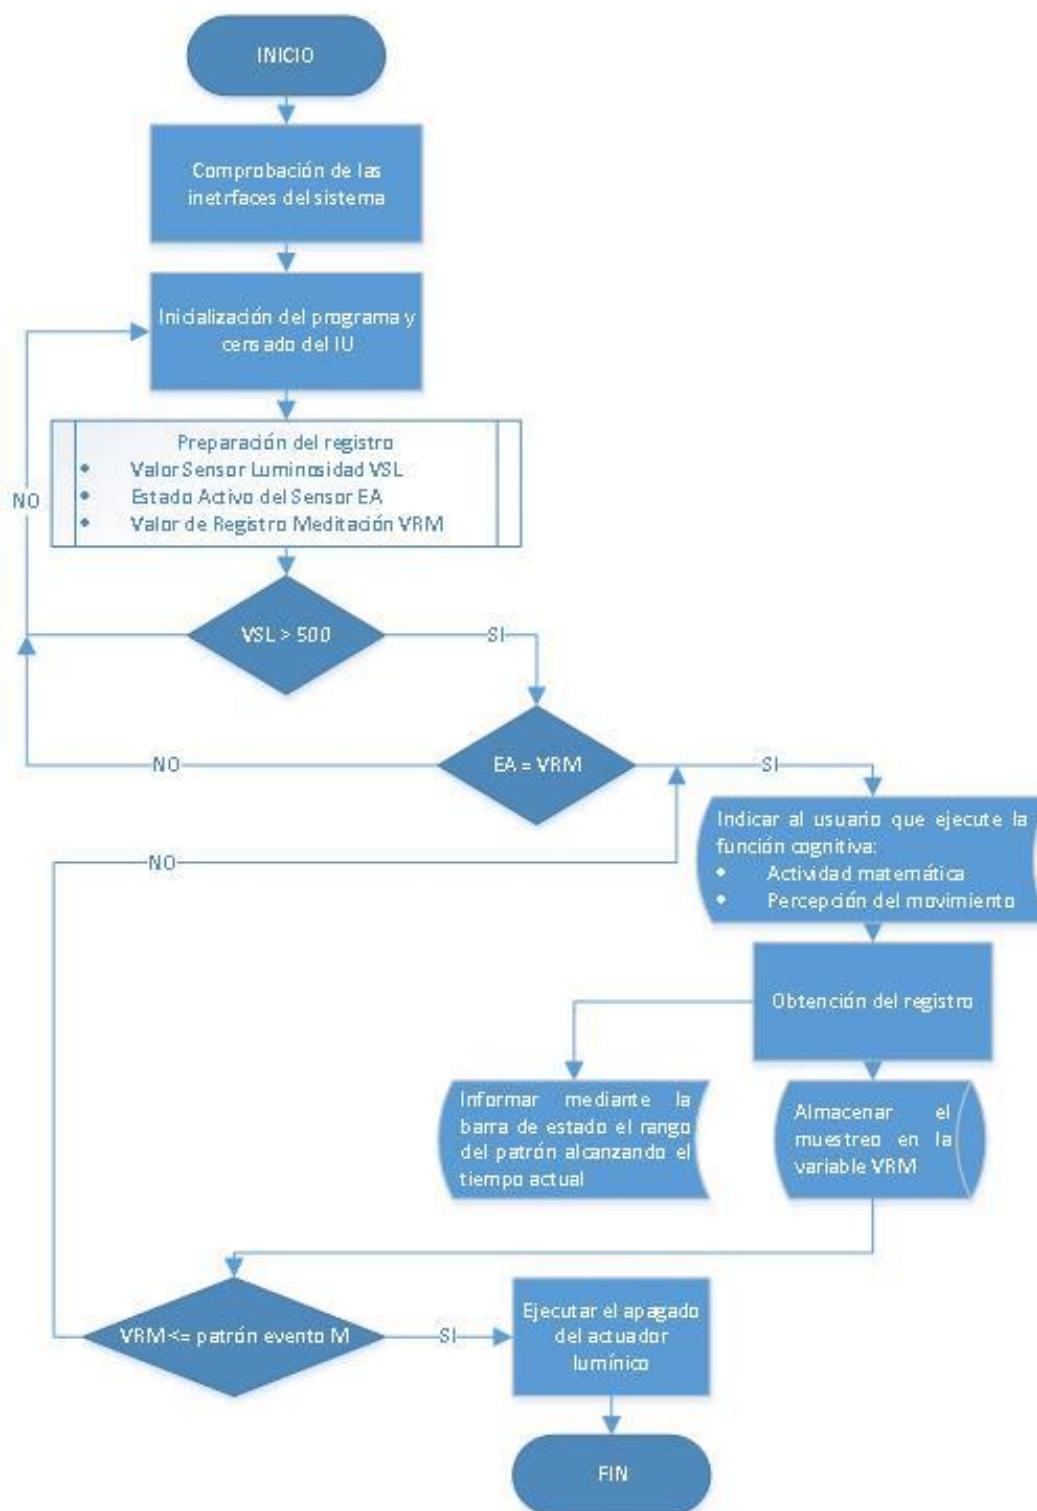 INICIO
Comprobación de las
inetrfaces del sistema
Inicialización del programa y
censado del IU
Preparación del registro
• Valor Sensor Luminosidad VSL
• Estado Activo del Sensor EA
• Valor de Registro Meditación VRM
NO
VSL > 500
SI
EA = VRM
NO
SI
Indicar al usuario que ejecute la
función cognitiva:
• Actividad matemática
• Percepción del movimiento
NO
Obtención del registro
Informar mediante la
barra de estado el rango
del patrón alcanzando el
tiempo actual
Almacenar el
muestreo en la
variable VRM
VRM <= patrón evento M
SI
Ejecutar el apagado
del actuador
lumínico
FIN